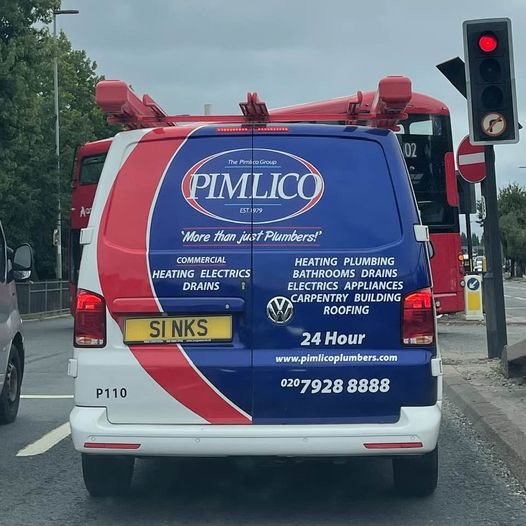 02
The Pimlico Group
PIMLICO
EST. 1979
'More than just Plumbers!'
COMMERCIAL
HEATING ELECTRICS
DRAINS
HEATING PLUMBING
BATHROOMS DRAINS
ELECTRICS APPLIANCES
CARPENTRY BUILDING
ROOFING
S1 NKS
24 Hour
www.pimlicoplumbers.com
020 7928 8888
P110